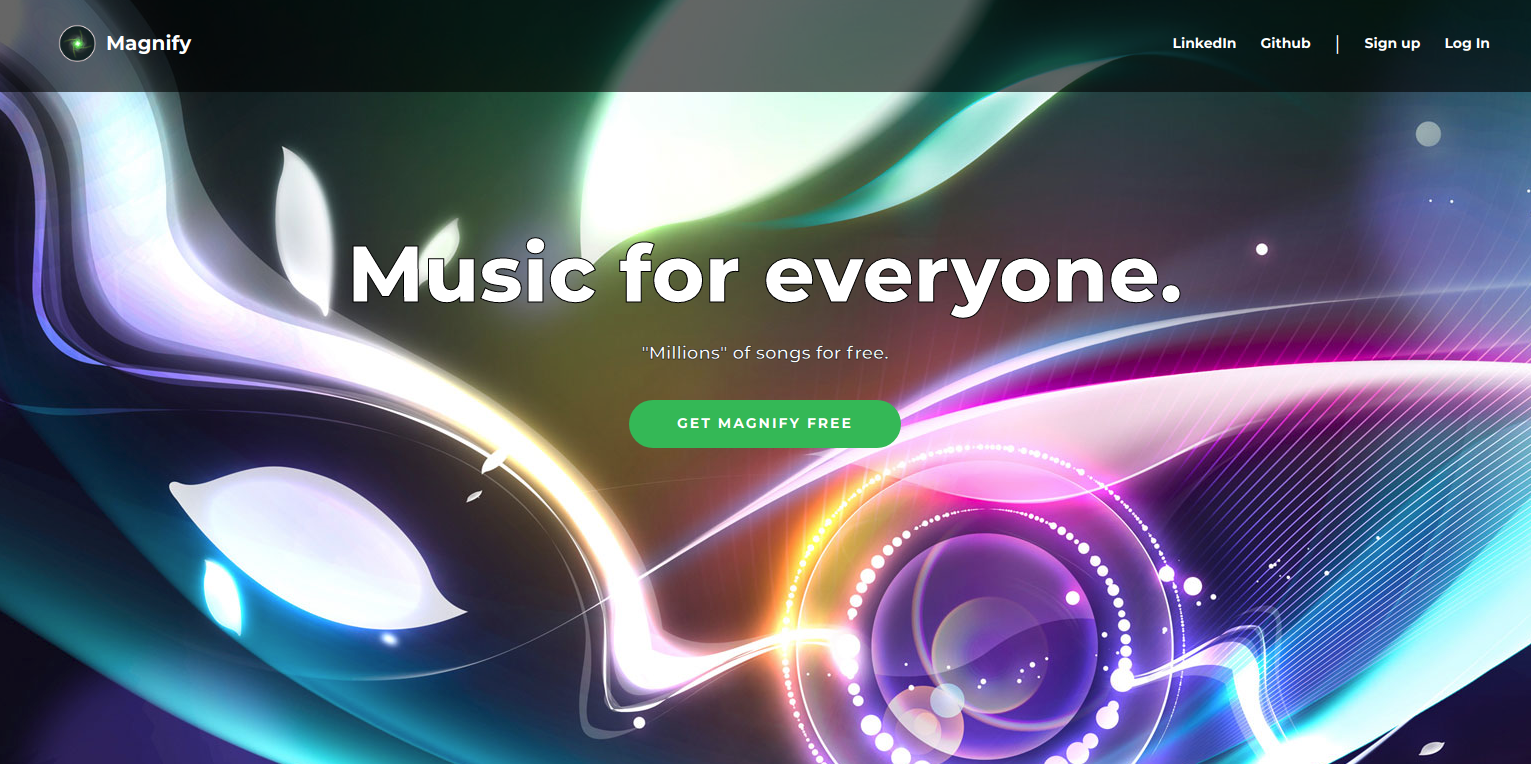 Magnify
LinkedIn Github | Sign up Log In
Music for everyone.
"Millions" of songs for free.
GET MAGNIFY FREE